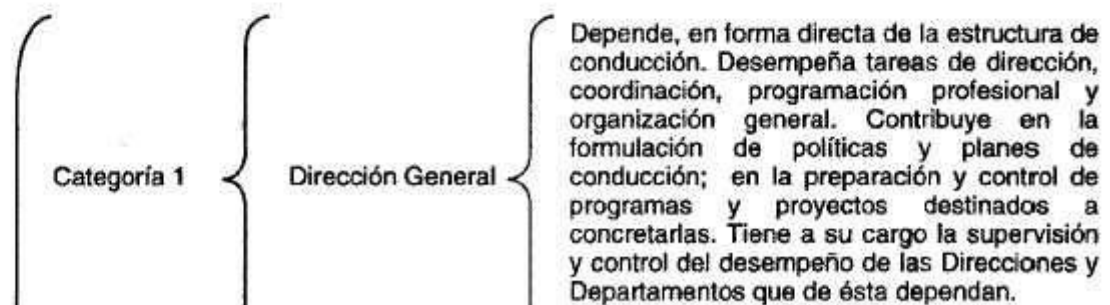 Categoría 1
Dirección General
Depende, en forma directa de la estructura de
conducción. Desempeña tareas de dirección,
coordinación, programación profesional y
organización general. Contribuye en la
formulación de políticas y planes de
conducción; en la preparación y control de
programas y proyectos destinados a
concretarlas. Tiene a su cargo la supervisión
y control del desempeño de las Direcciones y
Departamentos que de ésta dependan.